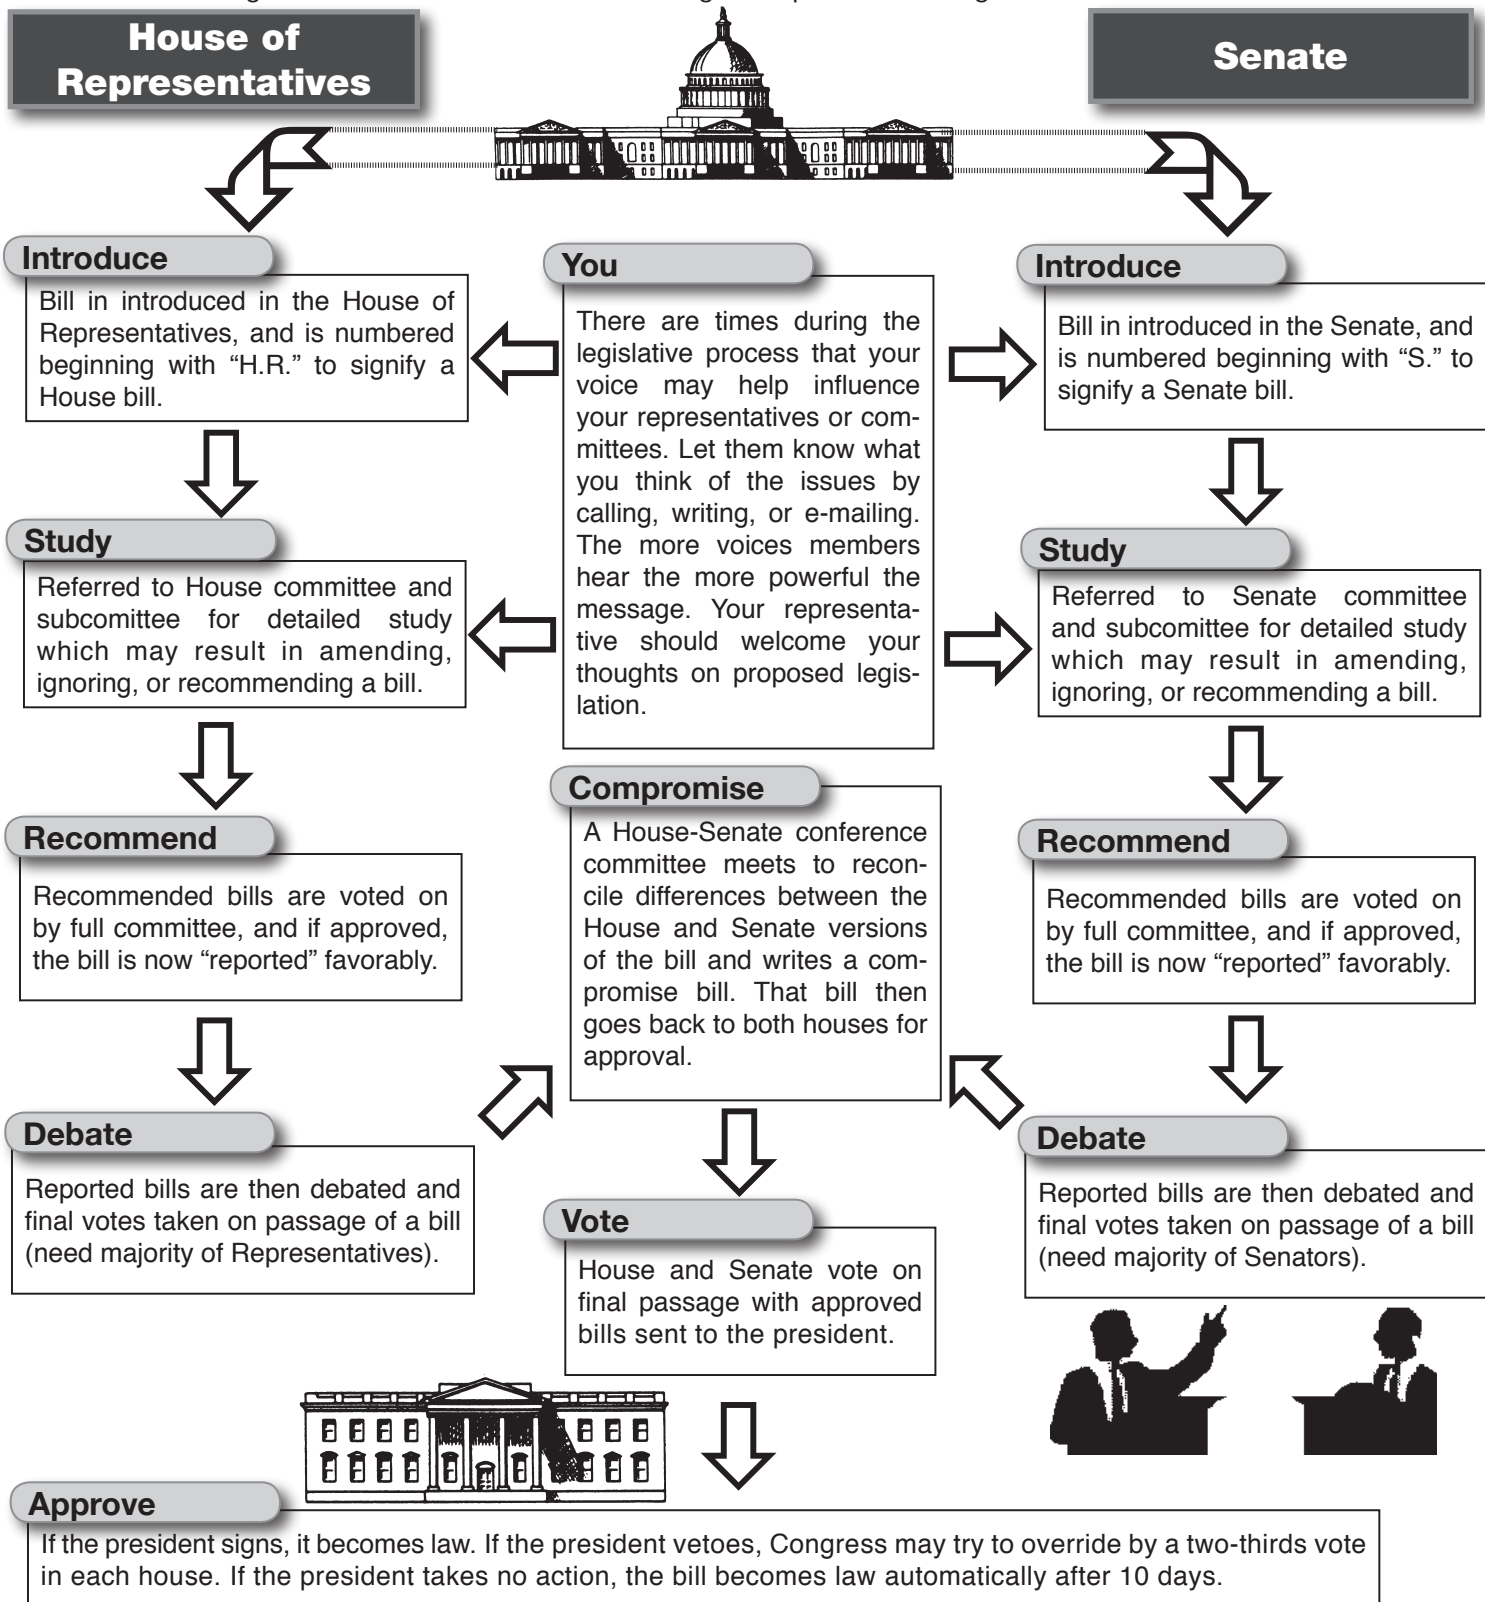 House of
Representatives
Senate
Introduce
Bill in introduced in the House of
Representatives, and is numbered
beginning with “H.R.” to signify a
House bill.
Study
Referred to House committee and
subcomittee for detailed study
which may result in amending,
ignoring, or recommending a bill.
Recommend
Recommended bills are voted on
by full committee, and if approved,
the bill is now “reported” favorably.
Debate
Reported bills are then debated and
final votes taken on passage of a bill
(need majority of Representatives).
You
There are times during the
legislative process that your
voice may help influence
your representatives or com-
mittees. Let them know what
you think of the issues by
calling, writing, or e-mailing.
The more voices members
hear the more powerful the
message. Your representa-
tive should welcome your
thoughts on proposed legis-
lation.
Introduce
Bill in introduced in the Senate, and
is numbered beginning with “S.” to
signify a Senate bill.
Study
Referred to Senate committee
and subcomittee for detailed study
which may result in amending,
ignoring, or recommending a bill.
Recommend
Recommended bills are voted on
by full committee, and if approved,
the bill is now “reported” favorably.
Debate
Reported bills are then debated and
final votes taken on passage of a bill
(need majority of Senators).
Compromise
A House-Senate conference
committee meets to recon-
cile differences between the
House and Senate versions
of the bill and writes a com-
promise bill. That bill then
goes back to both houses for
approval.
Vote
House and Senate vote on
final passage with approved
bills sent to the president.
Approve
If the president signs, it becomes law. If the president vetoes, Congress may try to override by a two-thirds vote
in each house. If the president takes no action, the bill becomes law automatically after 10 days.